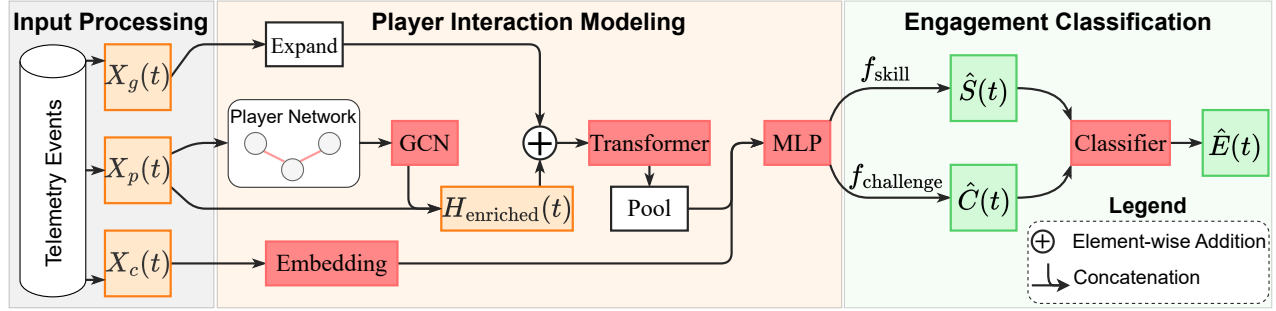 Input Processing
Player Interaction Modeling
Engagement Classification
Telemetry Events
X_g(t)
X_p(t)
X_c(t)
Expand
Player Network
GCN
H_enriched(t)
Embedding
Transformer
Pool
MLP
f_skill
f_challenge
Ŝ(t)
Ĉ(t)
Classifier
Ê(t)
Legend
Element-wise Addition
Concatenation